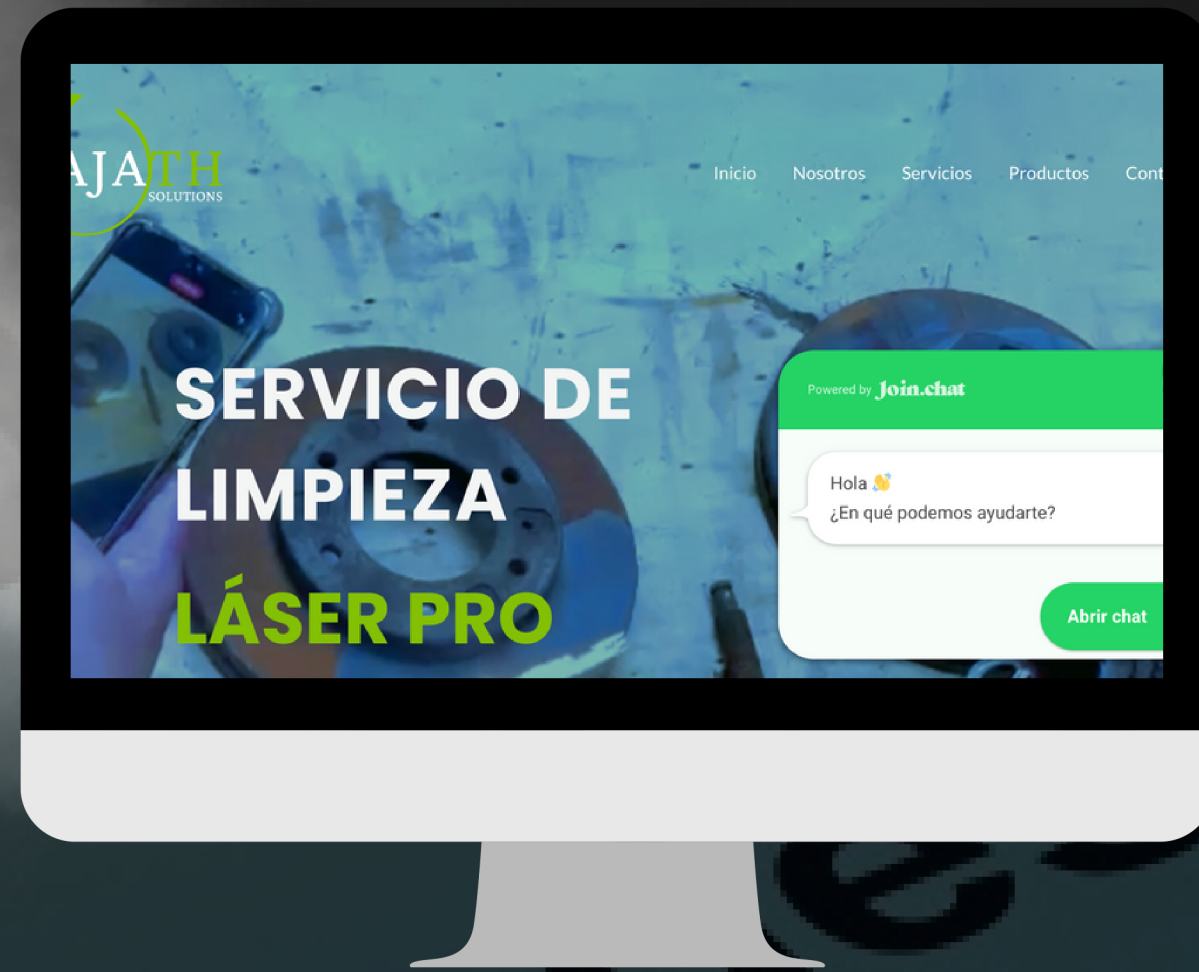 AJATH
SOLUTIONS
Inicio Nosotros Servicios Productos Cont
SERVICIO DE
LIMPIEZA
LÁSER PRO
Powered by Join.chat
Hola 👋
¿En qué podemos ayudarte?
Abrir chat